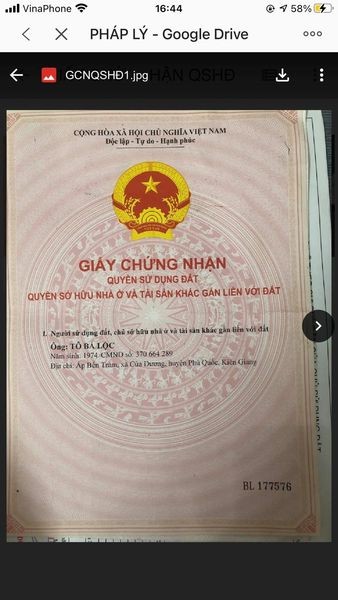 VinaPhone 16:44 58%
PHÁP LÝ - Google Drive
GCNQSHĐ1.jpg
CỘNG HÒA XÃ HỘI CHỦ NGHĨA VIỆT NAM
Độc lập - Tự do - Hạnh phúc
GIẤY CHỨNG NHẬN
QUYỀN SỬ DỤNG ĐẤT
QUYỀN SỞ HỮU NHÀ Ở VÀ TÀI SẢN KHÁC GẮN LIỀN VỚI ĐẤT
I. Người sử dụng đất, chủ sở hữu nhà ở và tài sản khác gắn liền với đất
Ông: TÔ BÁ LỘC
Năm sinh: 1974 CMND số: 370 664 289
Địa chỉ: Ấp Bến Tràm, xã Cửa Dương, huyện Phú Quốc, Kiên Giang
BL 177576